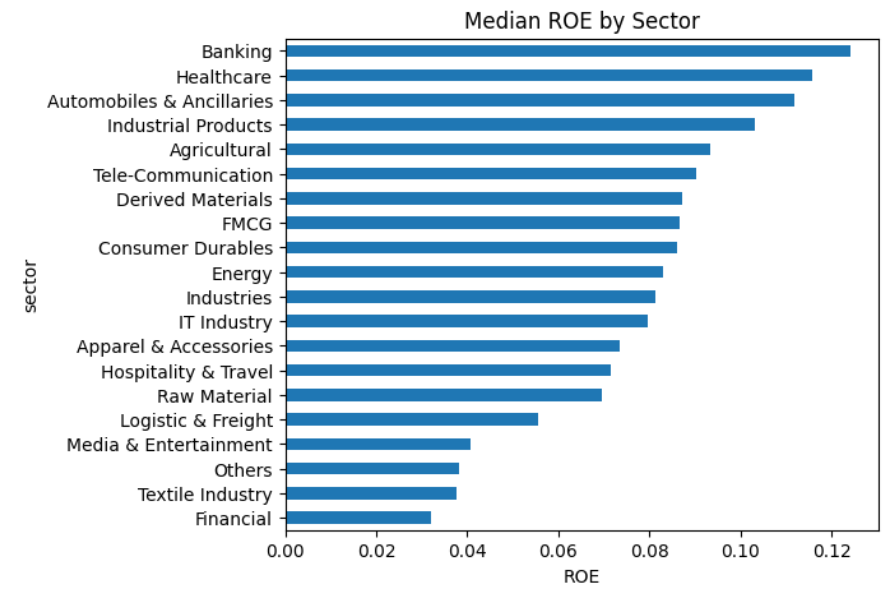 Median ROE by Sector
Banking
Healthcare
Automobiles & Ancillaries
Industrial Products
Agricultural
Tele-Communication
Derived Materials
FMCG
Consumer Durables
Energy
Industries
IT Industry
Apparel & Accessories
Hospitality & Travel
Raw Material
Logistic & Freight
Media & Entertainment
Others
Textile Industry
Financial
sector
0.00 0.02 0.04 0.06 0.08 0.10 0.12
ROE